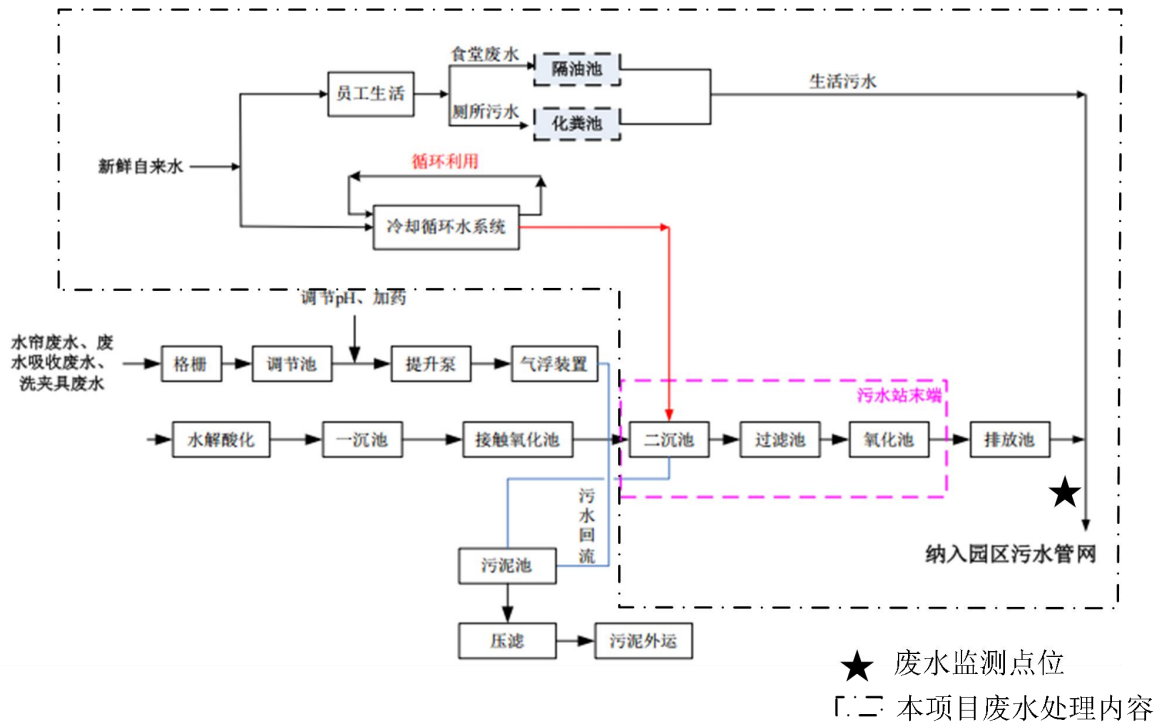 食堂废水
隔油池
员工生活
生活污水
厕所污水
化粪池
新鲜自来水
循环利用
冷却循环水系统
调节pH、加药
水帘废水、废
水吸收废水、
洗夹具废水
格栅
调节池
提升泵
气浮装置
污水站末端
水解酸化
一沉池
接触氧化池
二沉池
过滤池
氧化池
排放池
污
水
回
流
纳入园区污水管网
污泥池
压滤
污泥外运
废水监测点位
本项目废水处理内容